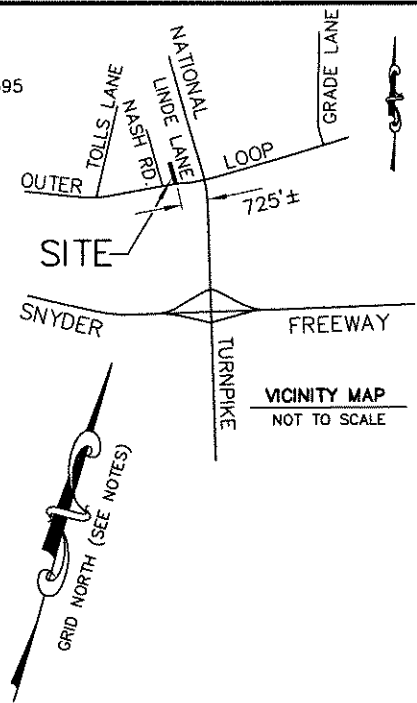 595
TOLLS LANE
NASH RD.
LINDE LANE
NATIONAL
GRADE LANE
OUTER
LOOP
725'±
SITE
SNYDER
FREEWAY
TURNPIKE
VICINITY MAP
NOT TO SCALE
GRID NORTH (SEE NOTES)